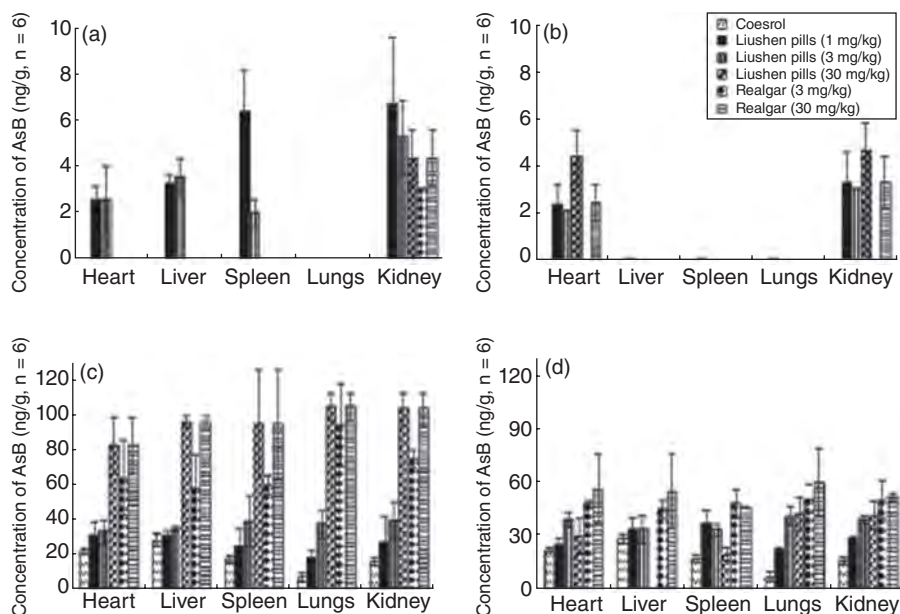 (a)
Concentration of AsB (ng/g, n = 6)
10
8
6
4
2
0
Heart Liver Spleen Lungs Kidney
(b)
Concentration of AsB (ng/g, n = 6)
10
8
6
4
2
0
Heart Liver Spleen Lungs Kidney
Coesrol
Liushen pills (1 mg/kg)
Liushen pills (3 mg/kg)
Liushen pills (30 mg/kg)
Realgar (3 mg/kg)
Realgar (30 mg/kg)
(c)
Concentration of AsB (ng/g, n = 6)
120
100
80
60
40
20
0
Heart Liver Spleen Lungs Kidney
(d)
Concentration of AsB (ng/g, n = 6)
120
90
60
30
0
Heart Liver Spleen Lungs Kidney